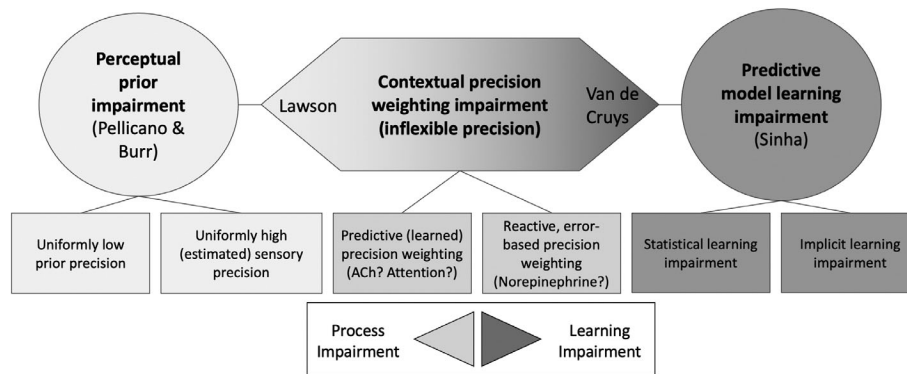 Perceptual
prior
impairment
(Pellicano &
Burr)
Lawson
Contextual precision
weighting impairment
(inflexible precision)
Van de
Cruys
Predictive
model learning
impairment
(Sinha)
Uniformly low
prior precision
Uniformly high
(estimated) sensory
precision
Predictive (learned)
precision weighting
(ACh? Attention?)
Reactive, error-
based precision
weighting
(Norepinephrine?)
Statistical learning
impairment
Implicit learning
impairment
Process
Impairment
Learning
Impairment